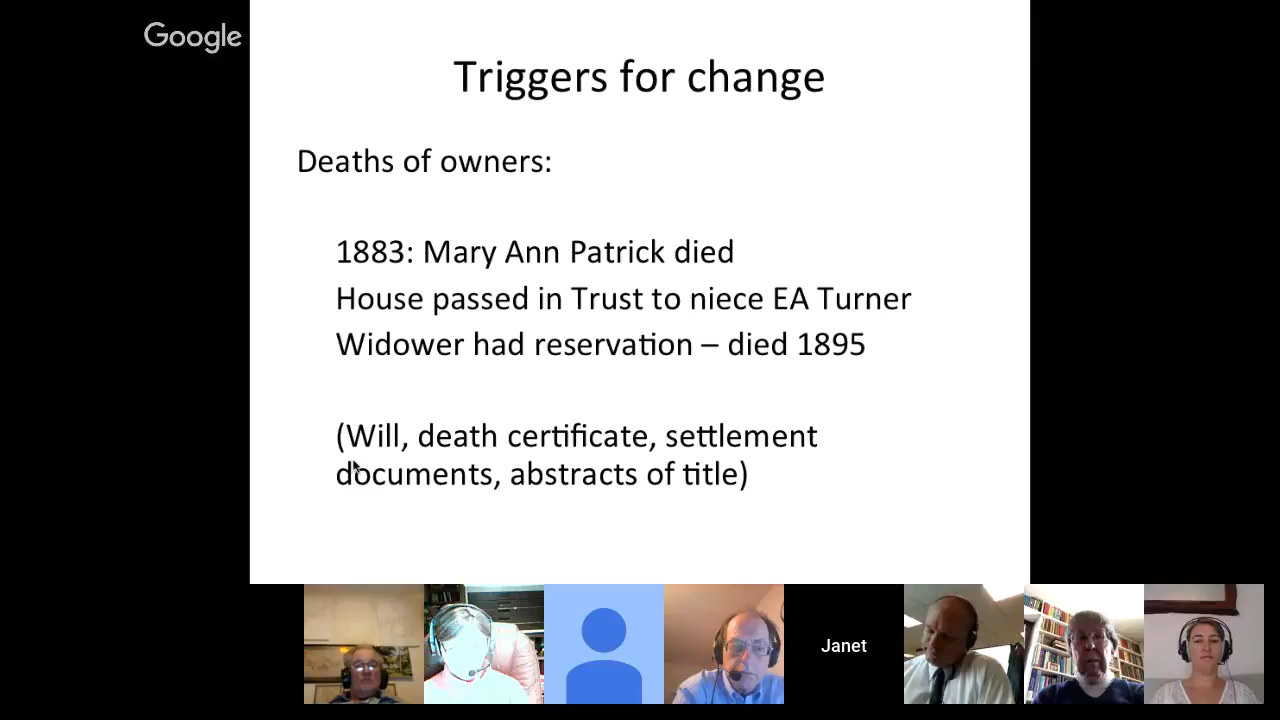 Google
Triggers for change
Deaths of owners:
1883: Mary Ann Patrick died
House passed in Trust to niece EA Turner
Widower had reservation – died 1895
(Will, death certificate, settlement
documents, abstracts of title)
Janet